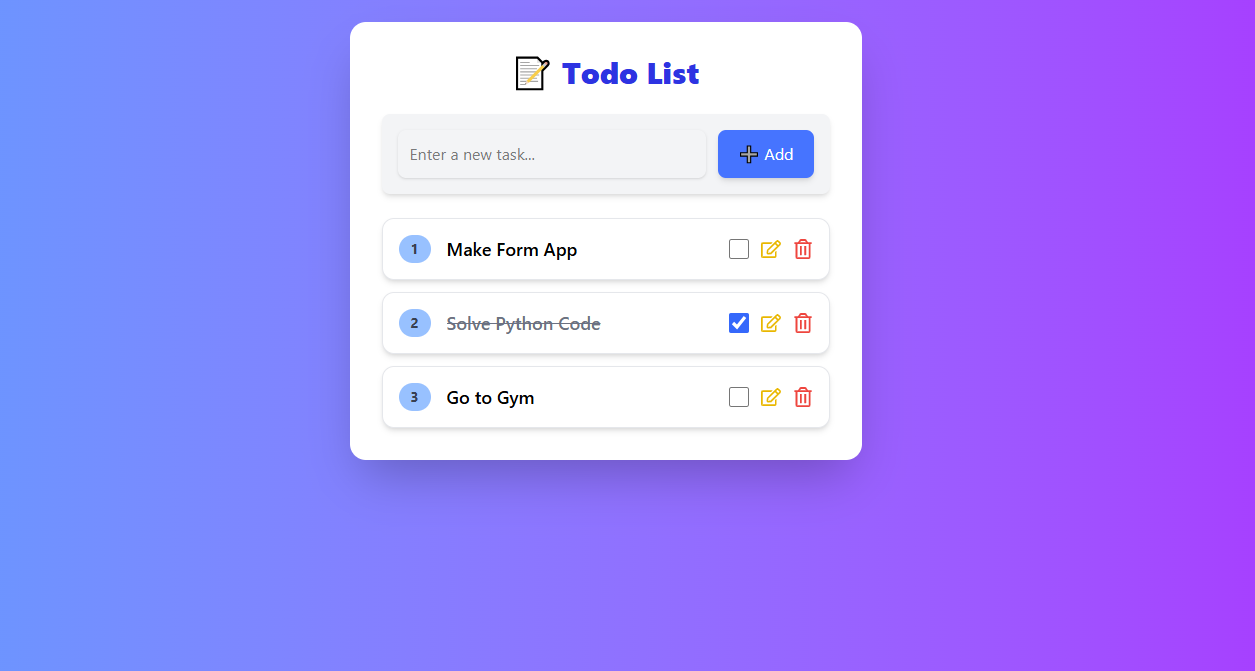 📝 Todo List
Enter a new task...
➕ Add
1 Make Form App
2 Solve Python Code
3 Go to Gym